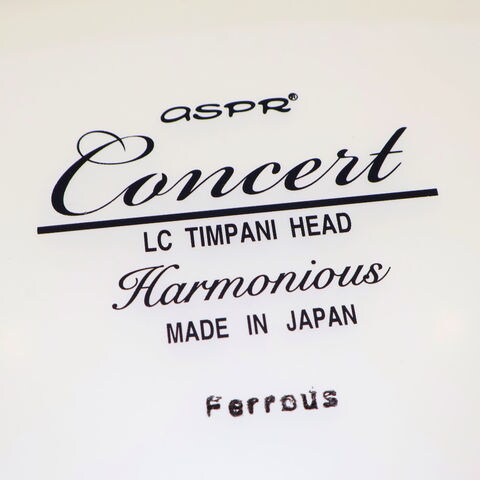 ASPR®
Concert
LC TIMPANI HEAD
Harmonious
MADE IN JAPAN
Ferrous